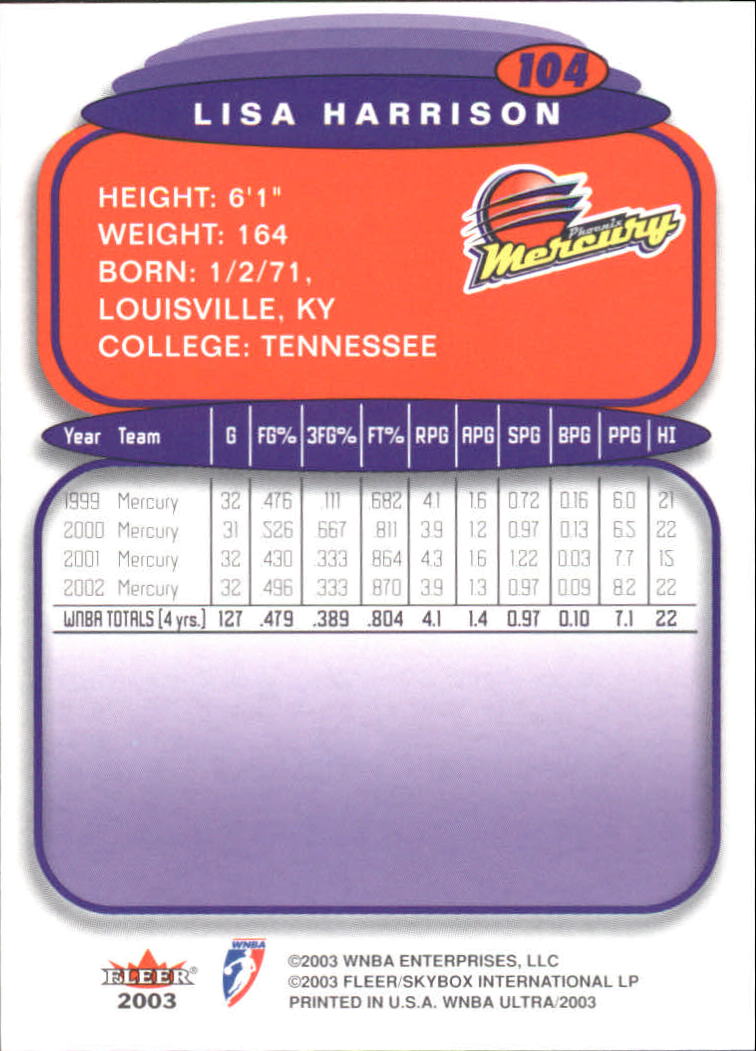 104
LISA HARRISON
HEIGHT: 6'1"
WEIGHT: 164
BORN: 1/2/71,
LOUISVILLE, KY
COLLEGE: TENNESSEE
Phoenix
Mercury
Year Team G FG% 3FG% FT% RPG APG SPG BPG PPG HI
1999 Mercury 32 .476 .111 .682 4.1 1.6 0.72 0.16 6.0 21
2000 Mercury 31 .526 .667 .811 3.9 1.2 0.97 0.13 6.5 22
2001 Mercury 32 .430 .333 .864 4.3 1.6 1.22 0.03 7.7 15
2002 Mercury 32 .496 .333 .870 3.9 1.3 0.97 0.09 8.2 22
WNBA TOTALS [4 yrs.] 127 .479 .389 .804 4.1 1.4 0.97 0.10 7.1 22
FLEER®
2003
WNBA
©2003 WNBA ENTERPRISES, LLC
©2003 FLEER/SKYBOX INTERNATIONAL LP
PRINTED IN U.S.A. WNBA ULTRA/2003